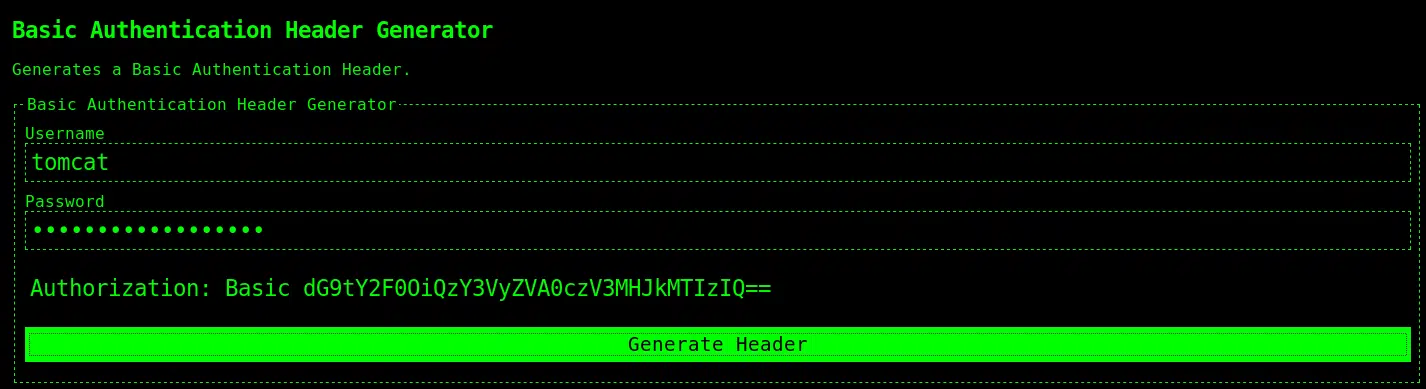 Basic Authentication Header Generator
Generates a Basic Authentication Header.
Basic Authentication Header Generator
Username
tomcat
Password
••••••••••••••••••
Authorization: Basic dG9tY2F0OiQzY3VyZVA0czV3MHJkMTIzIQ==
Generate Header